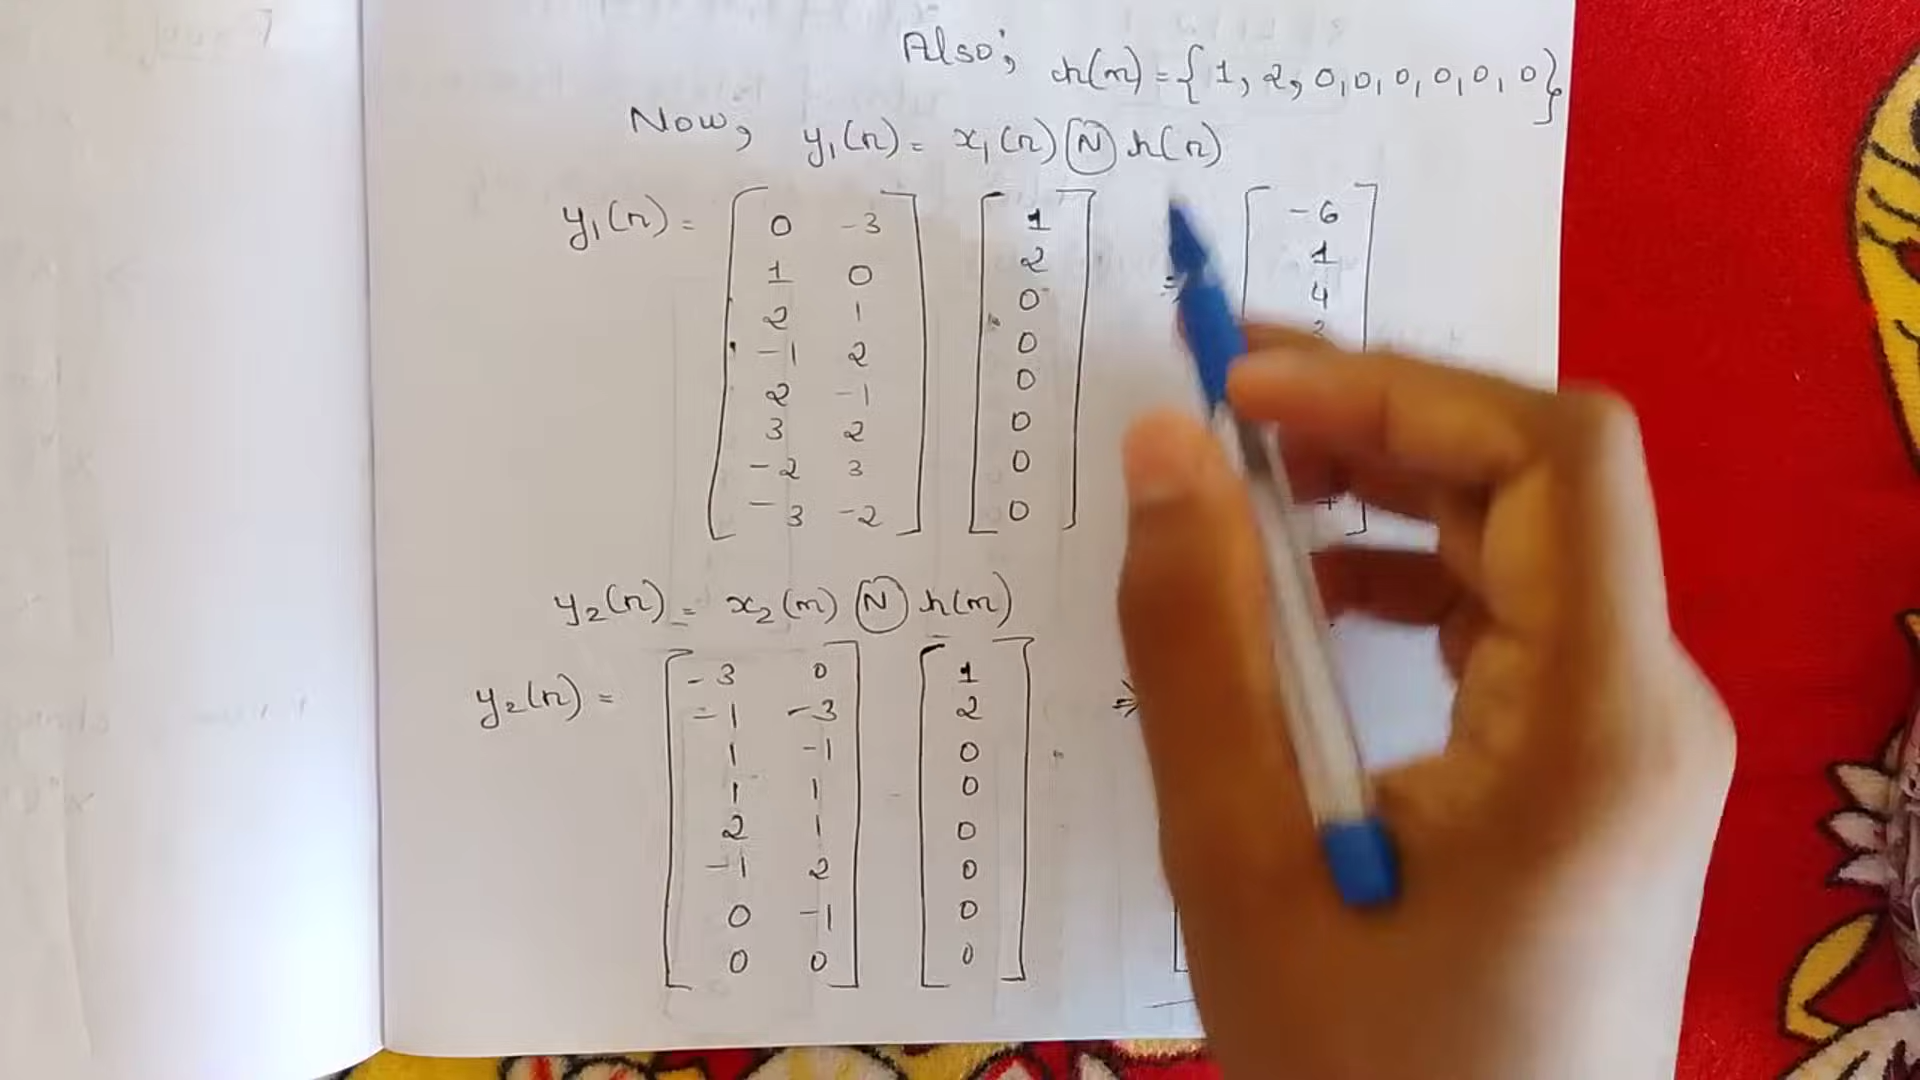 Also; h(n) = {1, 2, 0, 0, 0, 0, 0, 0}
Now, y₁(n) = x₁(n) Ⓝ h(n)
y₁(n) = [ 0 -3 ] [ 1 ] ⇒ [ -6 ]
1 0 2 1
2 1 0 4
-1 2 0
2 -1 0
3 2 0
-2 3 0
-3 -2 0
y₂(n) = x₂(n) Ⓝ h(n)
y₂(n) = [ -3 0 ] [ 1 ] ⇒
-1 -3 2
1 -1 0
1 1 0
2 1 0
-1 2 0
0 -1 0
0 0 0